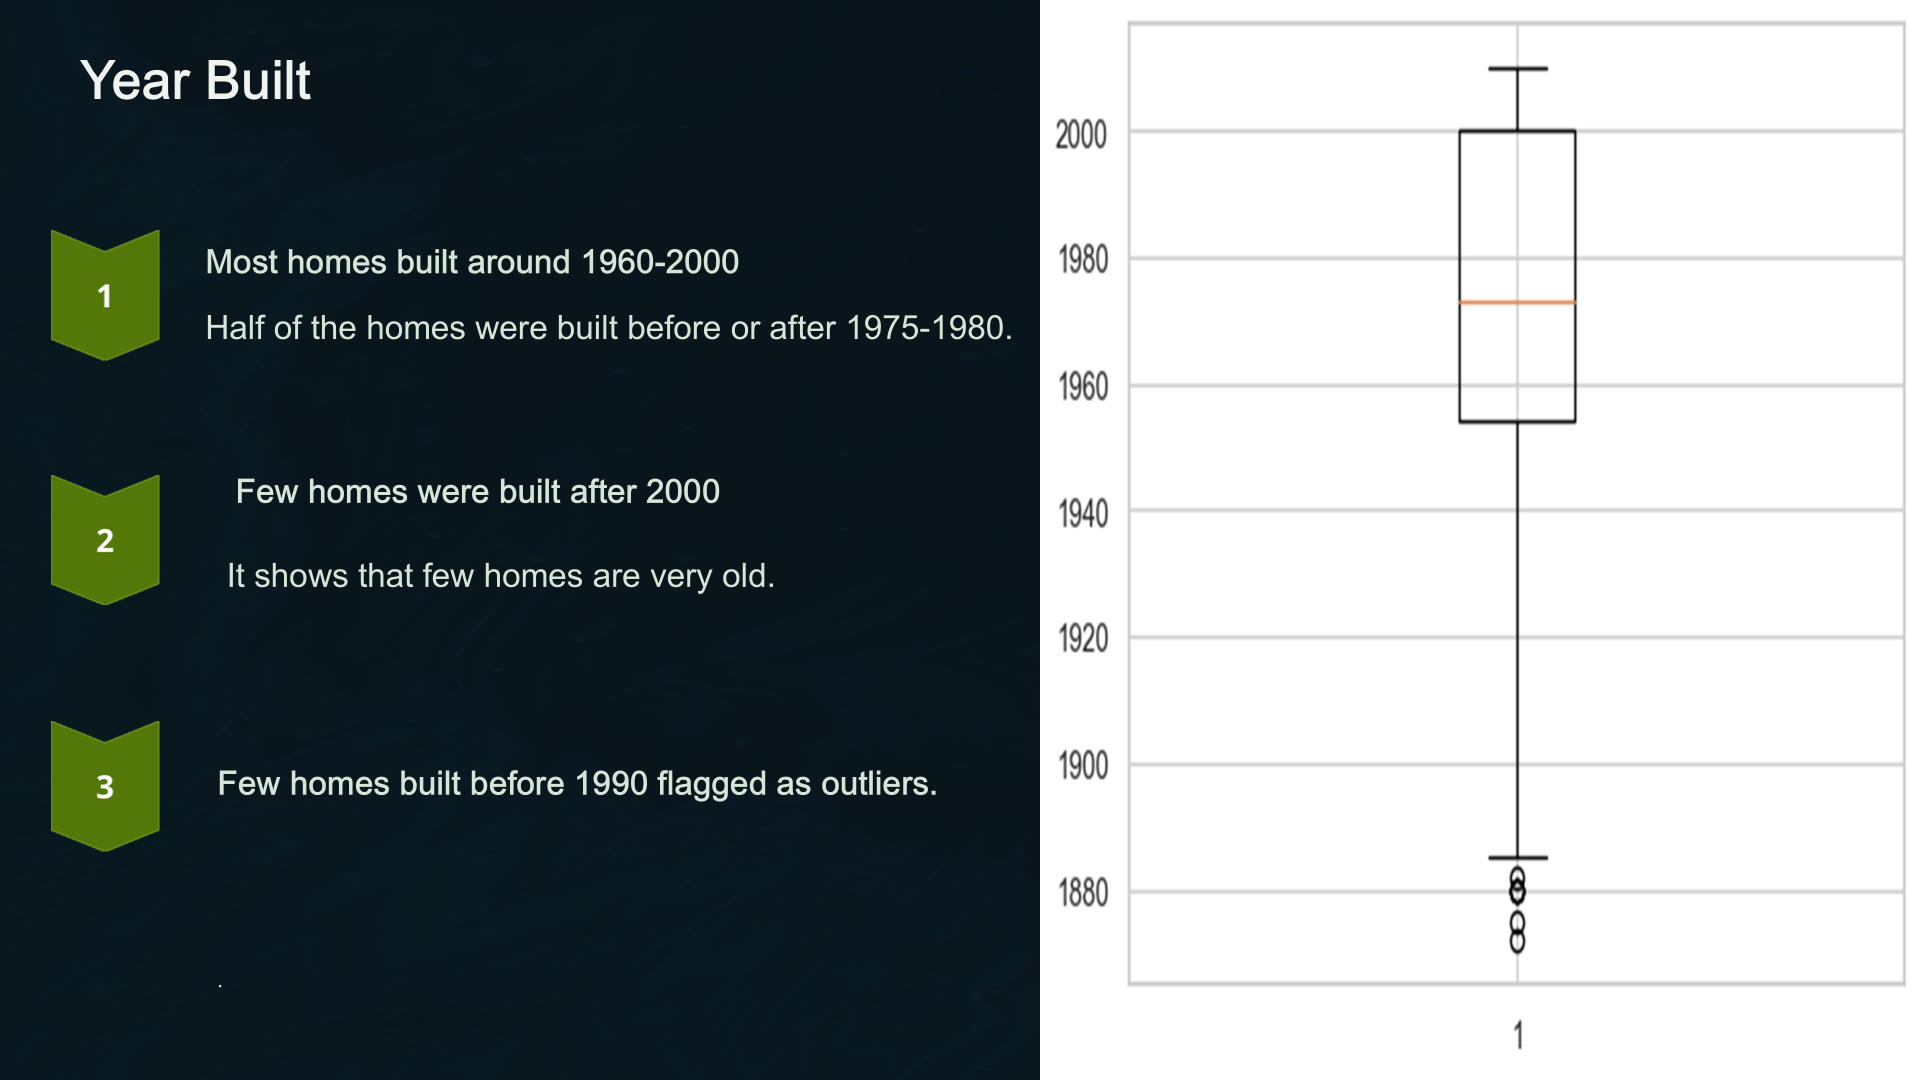 Year Built
1
Most homes built around 1960-2000
Half of the homes were built before or after 1975-1980.
2
Few homes were built after 2000
It shows that few homes are very old.
3
Few homes built before 1990 flagged as outliers.
.
2000
1980
1960
1940
1920
1900
1880
1